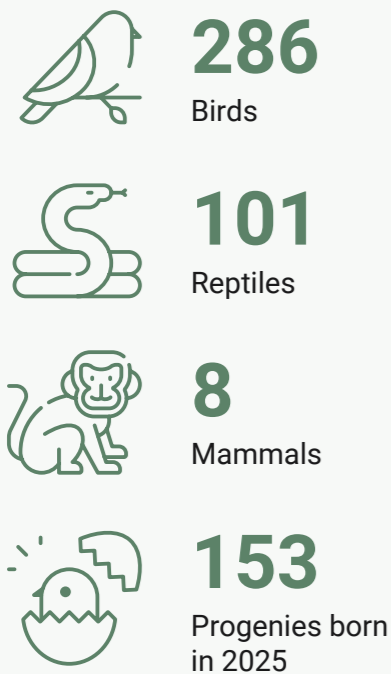 286
Birds
101
Reptiles
8
Mammals
153
Progenies born
in 2025